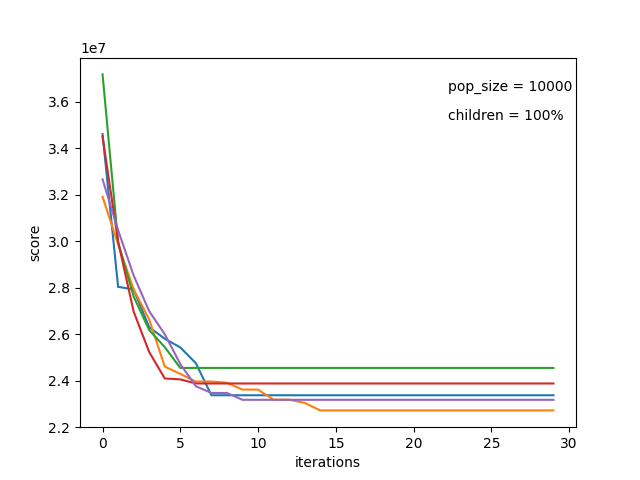 1e7
pop_size = 10000
children = 100%
3.6
3.4
3.2
3.0
2.8
2.6
2.4
2.2
score
0 5 10 15 20 25 30
iterations